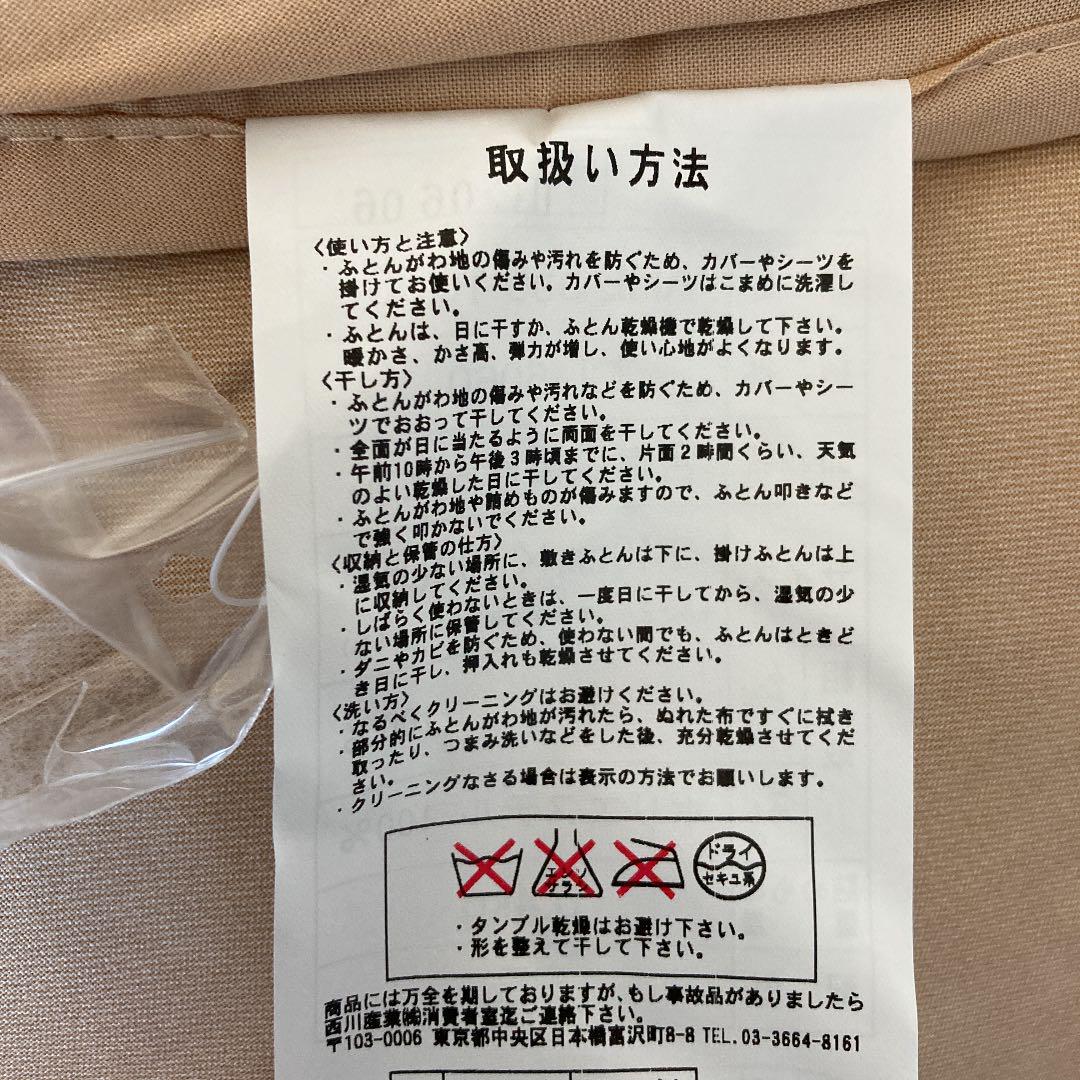 取扱い方法
〈使い方と注意〉
・ふとんがわ地の傷みや汚れを防ぐため、カバーやシーツを
掛けてお使いください。カバーやシーツはこまめに洗濯し
てください。
・ふとんは、日に干すか、ふとん乾燥機で乾燥して下さい。
暖かさ、かさ高、弾力が増し、使い心地がよくなります。
〈干し方〉
・ふとんがわ地の傷みや汚れなどを防ぐため、カバーやシー
ツでおおって干してください。
・全面が日に当たるように両面を干してください。
・午前10時から午後3時頃までに、片面2時間くらい、天気
のよい乾燥した日に干してください。
・ふとんがわ地や詰めものが傷みますので、ふとん叩きなど
で強く叩かないでください。
〈収納と保管の仕方〉
・湿気の少ない場所に、敷きふとんは下に、掛けふとんは上
に収納してください。
・しばらく使わないときは、一度日に干してから、湿気の少
ない場所に保管してください。
・ダニやカビを防ぐため、使わない間でも、ふとんはときど
き日に干し、押入れも乾燥させてください。
〈洗い方〉
・なるべくクリーニングはお避けください。
・部分的にふとんがわ地が汚れたら、ぬれた布ですぐに拭き
取ったり、つまみ洗いなどをした後、充分乾燥させてくだ
さい。
・クリーニングなさる場合は表示の方法でお願いします。
エンソ
サラシ
ドライ
セキユ系
・タンブル乾燥はお避け下さい。
・形を整えて干して下さい。
商品には万全を期しておりますが、もし事故品がありましたら
西川産業㈱消費者室迄ご連絡下さい。
〒103-0006 東京都中央区日本橋富沢町8-8 TEL.03-3664-8161